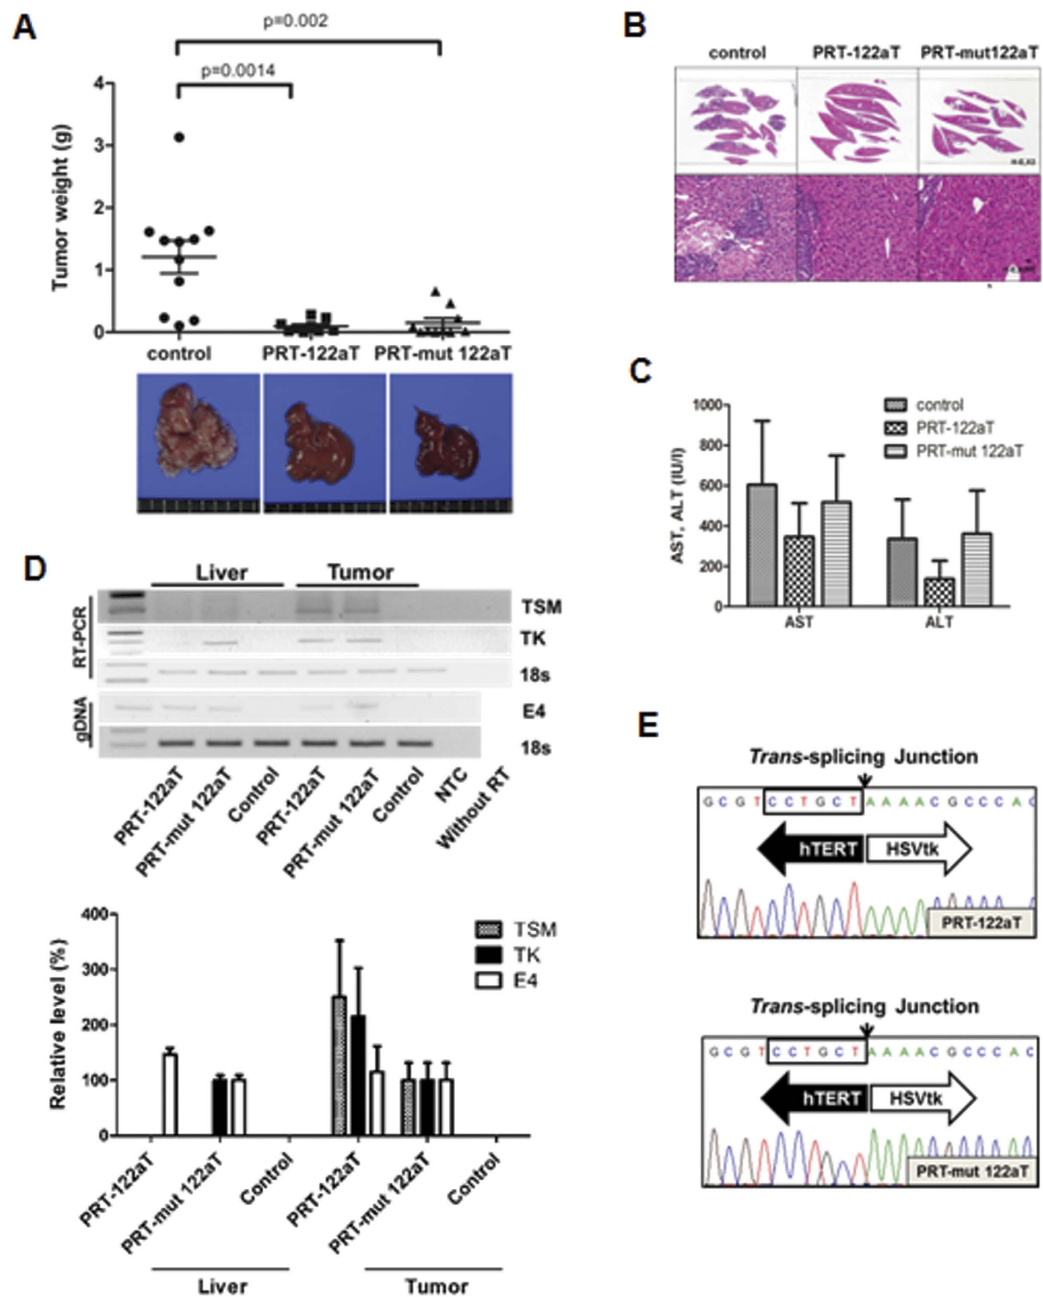 A
p=0.002
p=0.0014
Tumor weight (g)
4
3
2
1
0
control PRT-122aT PRT-mut 122aT
B
control PRT-122aT PRT-mut122aT
C
1000
800
600
400
200
0
AST, ALT (IU/l)
control
PRT-122aT
PRT-mut 122aT
AST ALT
D
Liver Tumor
RT-PCR
TSM
TK
18s
gDNA
E4
18s
PRT-122aT
PRT-mut 122aT
Control
PRT-122aT
PRT-mut 122aT
Control
NTC
Without RT
Relative level (%)
400
300
200
100
0
TSM
TK
E4
PRT-122aT
PRT-mut 122aT
Control
PRT-122aT
PRT-mut 122aT
Control
Liver Tumor
E
Trans-splicing Junction
G C G T C C T G C T A A A A C G C C C A C
hTERT HSVtk
PRT-122aT
Trans-splicing Junction
G C G T C C T G C T A A A A C G C C C A C
hTERT HSVtk
PRT-mut 122aT